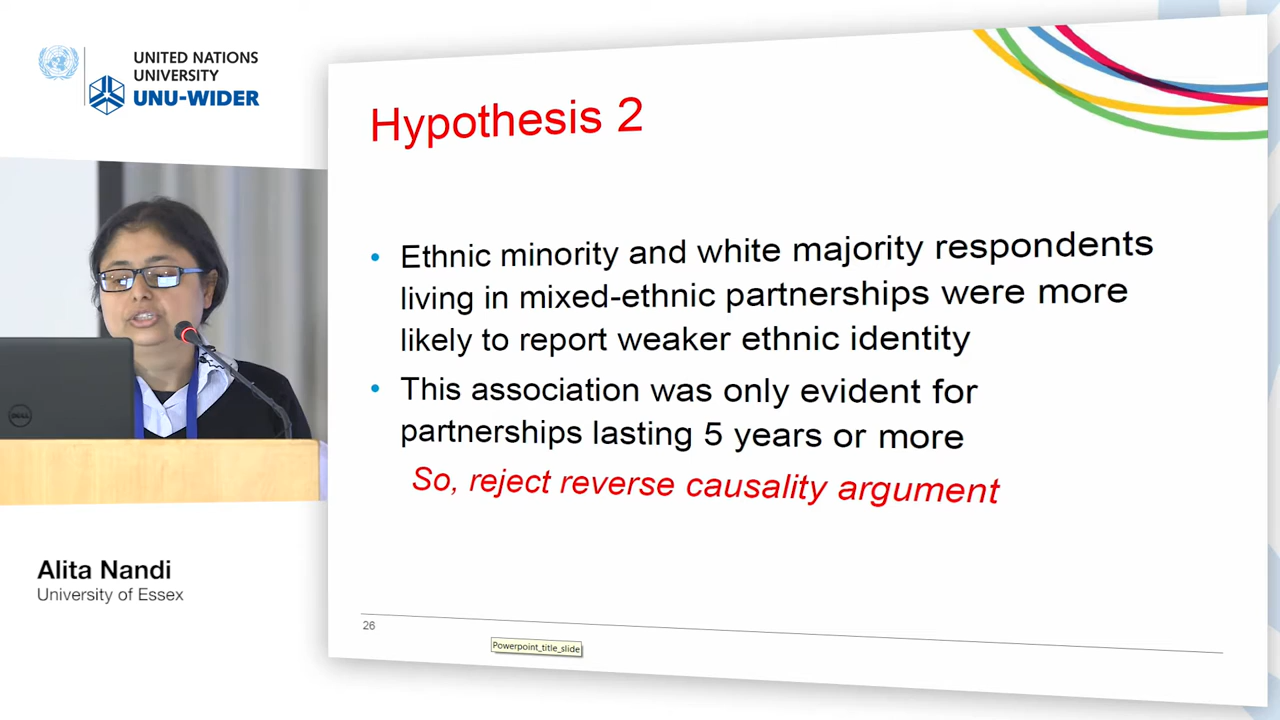 UNITED NATIONS
UNIVERSITY
UNU-WIDER
Hypothesis 2
• Ethnic minority and white majority respondents
living in mixed-ethnic partnerships were more
likely to report weaker ethnic identity
• This association was only evident for
partnerships lasting 5 years or more
So, reject reverse causality argument
DELL
Alita Nandi
University of Essex
26
Powerpoint_title_slide